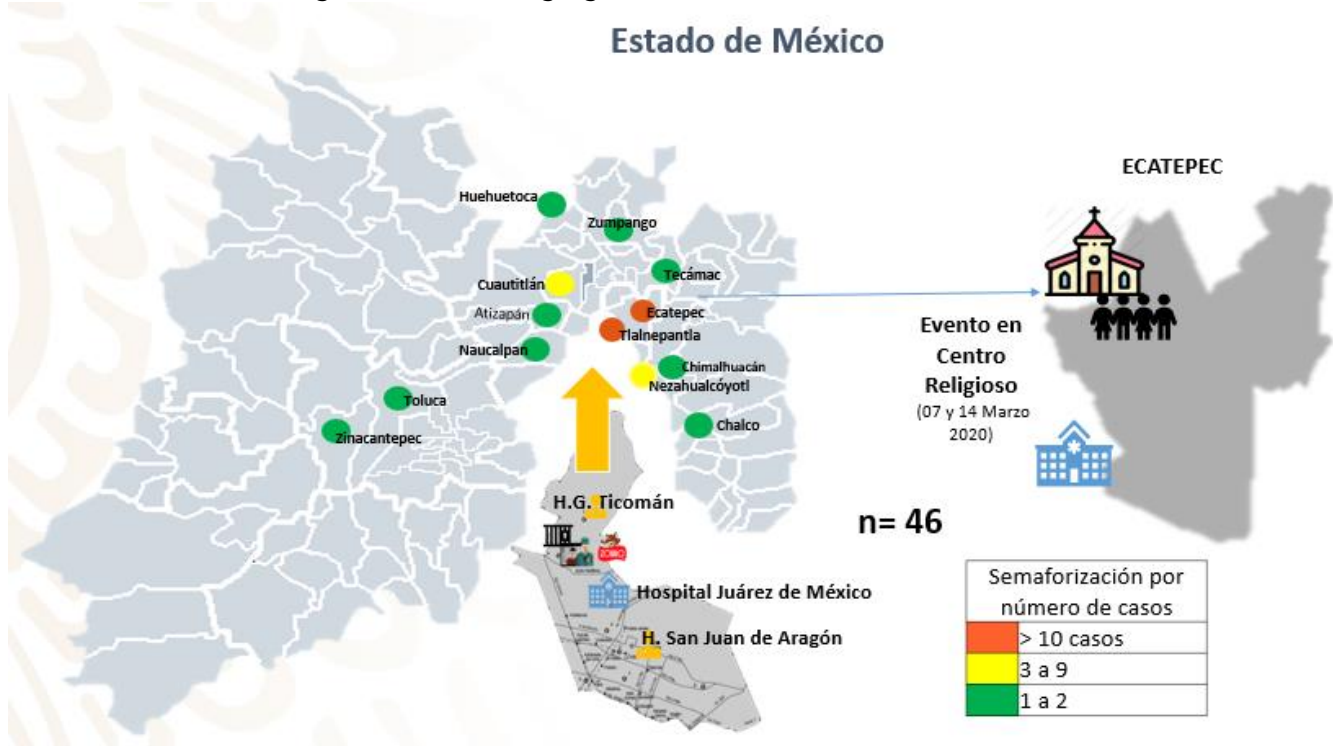 Estado de México
ECATEPEC
Huehuetoca
Zumpango
Tecámac
Cuautitlán
Atizapán
Ecatepec
Tlalnepantla
Naucalpan
Chimalhuacán
Nezahualcóyotl
Toluca
Chalco
Zinacantepec
Evento en
Centro
Religioso
(07 y 14 Marzo
2020)
H.G. Ticomán
n= 46
Hospital Juárez de México
H. San Juan de Aragón
Semaforización por
número de casos
> 10 casos
3 a 9
1 a 2